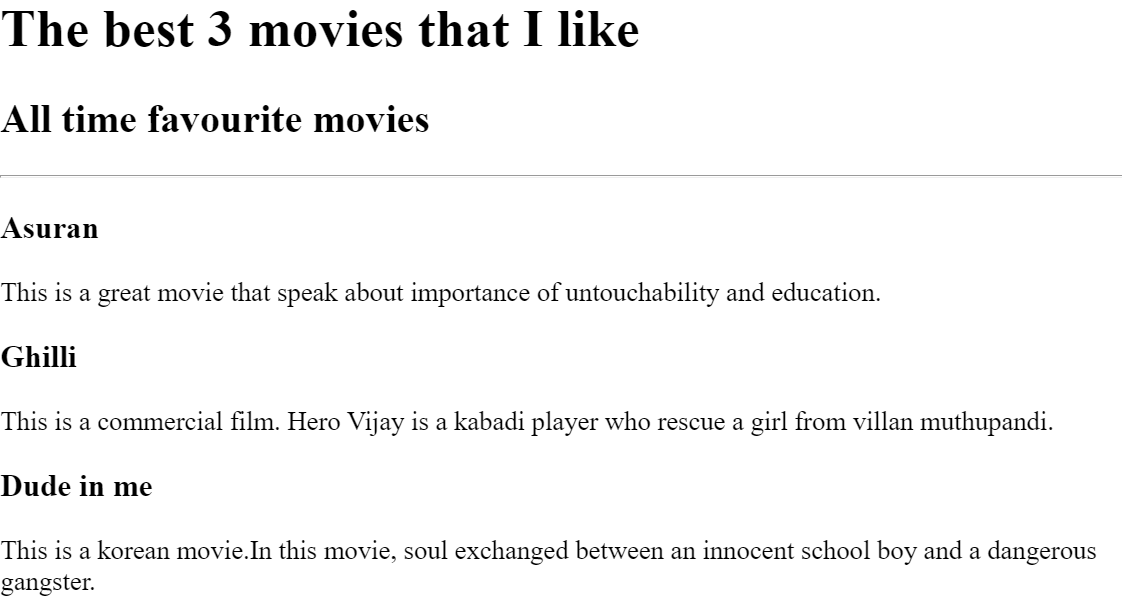 The best 3 movies that I like
All time favourite movies
Asuran
This is a great movie that speak about importance of untouchability and education.
Ghilli
This is a commercial film. Hero Vijay is a kabadi player who rescue a girl from villan muthupandi.
Dude in me
This is a korean movie.In this movie, soul exchanged between an innocent school boy and a dangerous
gangster.